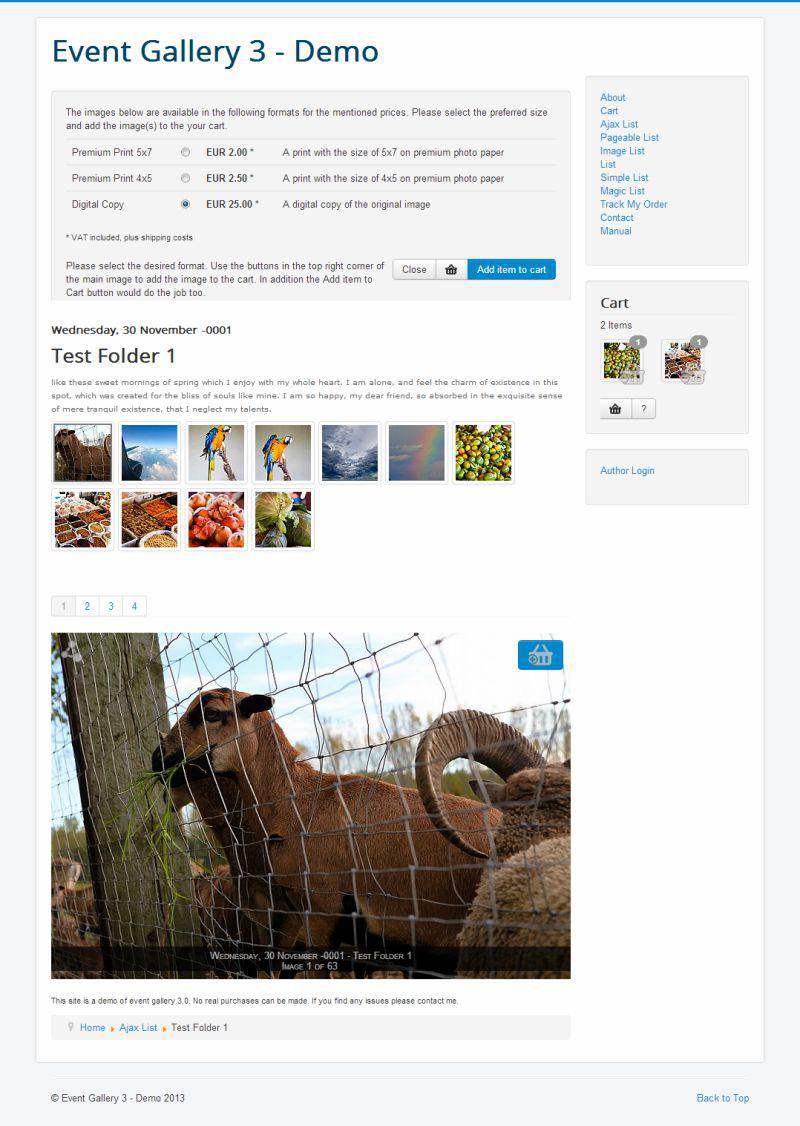 Event Gallery 3 - Demo
The images below are available in the following formats for the mentioned prices. Please select the preferred size
and add the image(s) to the your cart.
Premium Print 5x7 EUR 2.00 * A print with the size of 5x7 on premium photo paper
Premium Print 4x5 EUR 2.50 * A print with the size of 4x5 on premium photo paper
Digital Copy EUR 25.00 * A digital copy of the original image
* VAT included, plus shipping costs
Please select the desired format. Use the buttons in the top right corner of
the main image to add the image to the cart. In addition the Add item to
Cart button would do the job too.
Close Add item to cart
Wednesday, 30 November -0001
Test Folder 1
like these sweet mornings of spring which I enjoy with my whole heart. I am alone, and feel the charm of existence in this
spot, which was created for the bliss of souls like mine. I am so happy, my dear friend, so absorbed in the exquisite sense
of mere tranquil existence, that I neglect my talents.
1 2 3 4
Wednesday, 30 November -0001 - Test Folder 1
Image 1 of 63
This site is a demo of event gallery 3.0. No real purchases can be made. If you find any issues please contact me.
Home Ajax List Test Folder 1
About
Cart
Ajax List
Pageable List
Image List
List
Simple List
Magic List
Track My Order
Contact
Manual
Cart
2 Items
1 1
?
Author Login
© Event Gallery 3 - Demo 2013
Back to Top